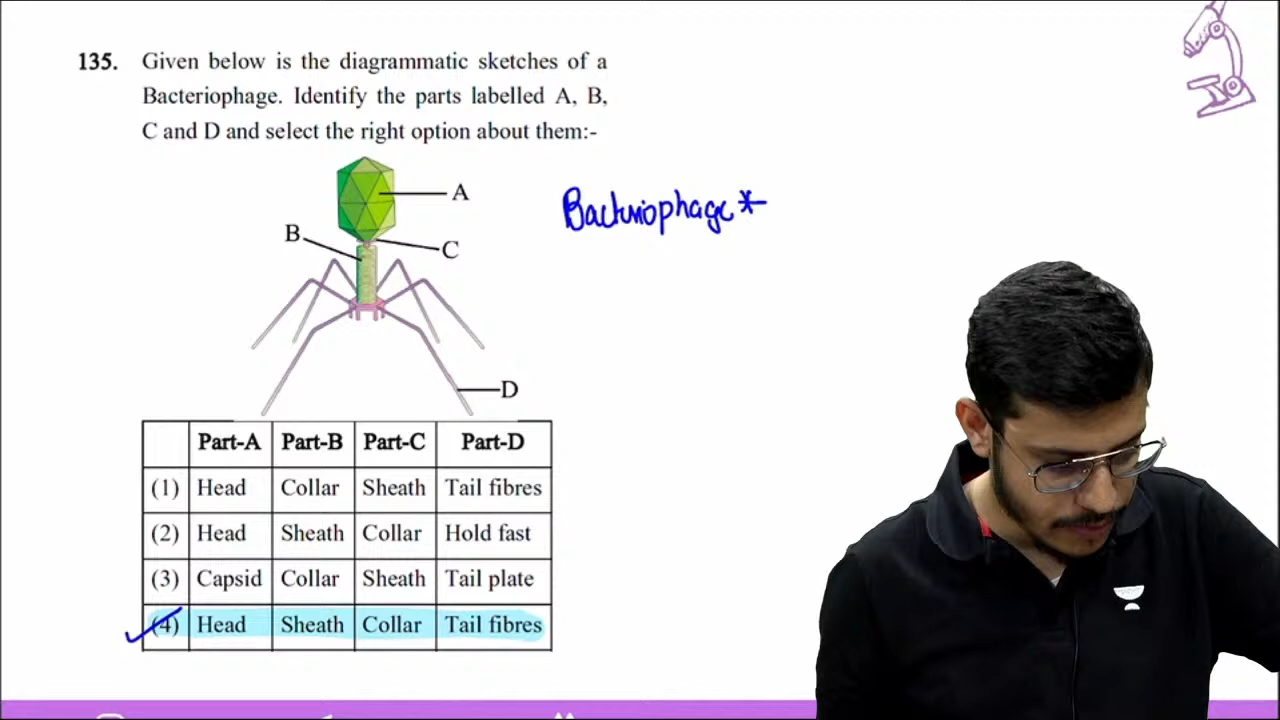 135. Given below is the diagrammatic sketches of a
Bacteriophage. Identify the parts labelled A, B,
C and D and select the right option about them:-
A
Bacteriophage *
B
C
D
Part-A Part-B Part-C Part-D
(1) Head Collar Sheath Tail fibres
(2) Head Sheath Collar Hold fast
(3) Capsid Collar Sheath Tail plate
(4) Head Sheath Collar Tail fibres